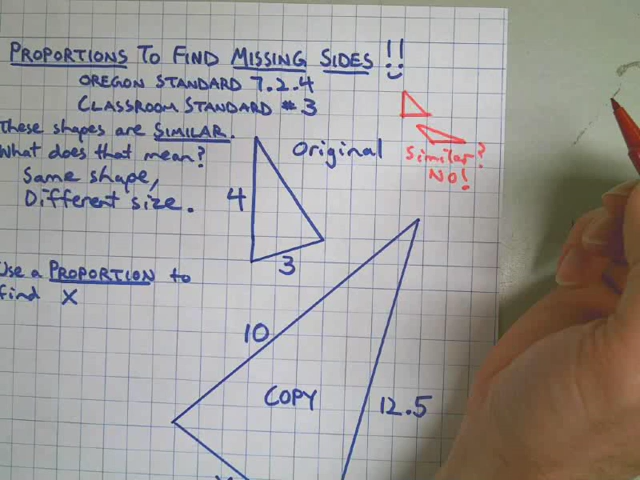 PROPORTIONS TO FIND MISSING SIDES !!
OREGON STANDARD 7.2.4
CLASSROOM STANDARD #3
These shapes are SIMILAR.
What does that mean?
Same shape,
Different size.
Original
Similar?
NO!
4
3
Use a PROPORTION to
find X
10
COPY
12.5